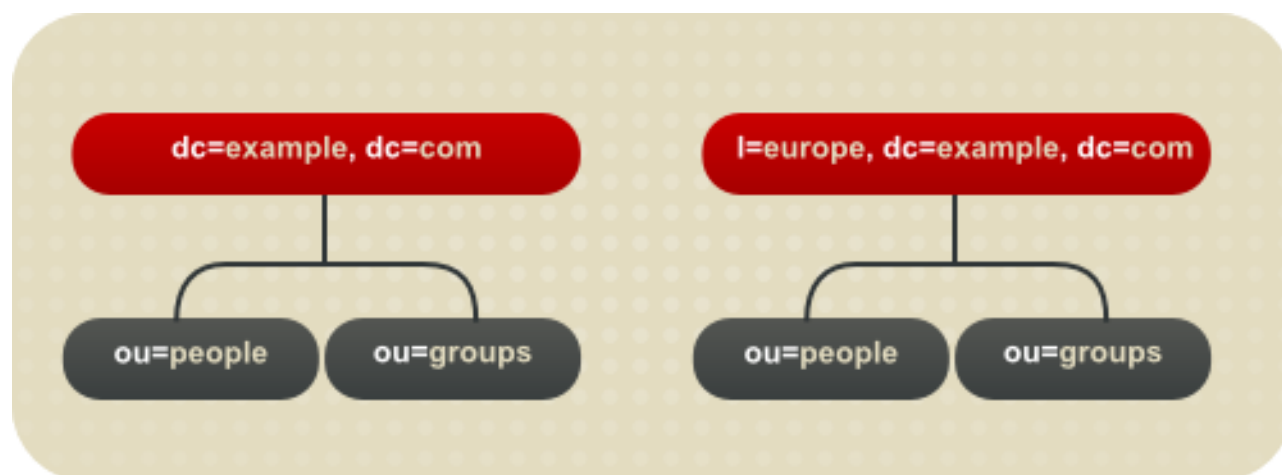 dc=example, dc=com
l=europe, dc=example, dc=com
ou=people
ou=groups
ou=people
ou=groups